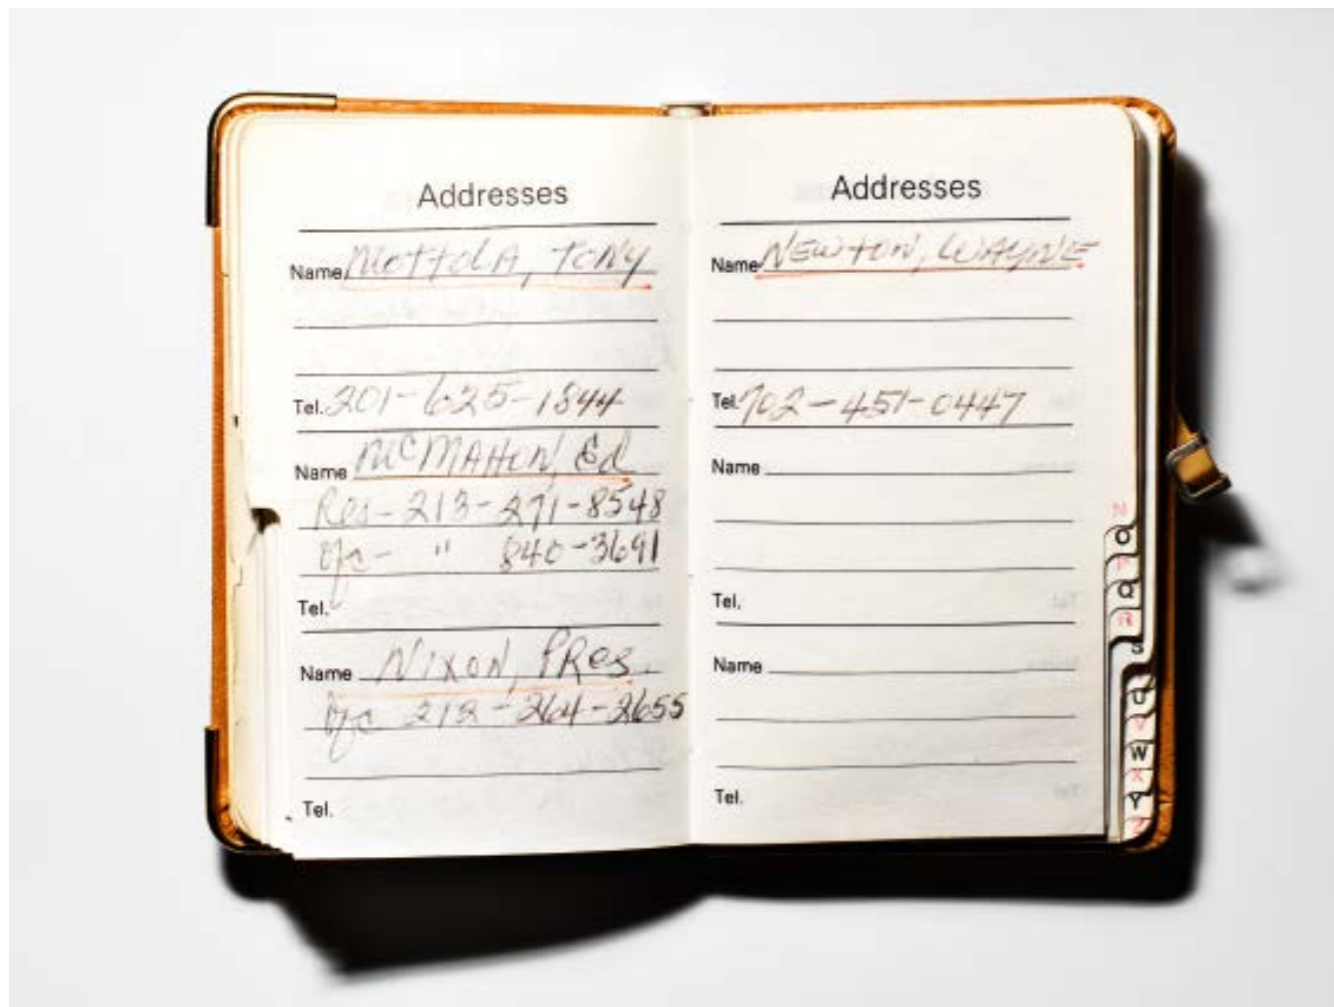 Addresses
Name Mottola, Tony
Tel. 201-625-1844
Name McMahon, Ed
Res-213-271-8548
Ofc- " 840-3691
Tel.
Name Nixon, Pres.
Ofc 212-264-2655
Tel.
Addresses
Name Newton, Wayne
Tel. 702-451-0447
Name
Tel.
Name
Tel.
N
O
P
Q
R
S
U
V
W
X
Y
Z